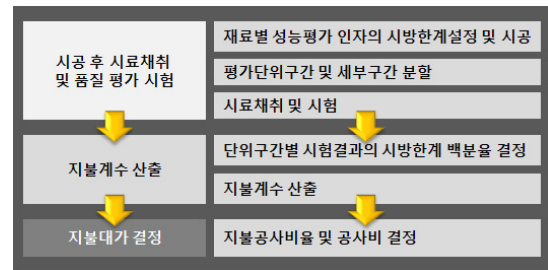 시공 후 시료채취
및 품질 평가 시험
재료별 성능평가 인자의 시방한계설정 및 시공
평가단위구간 및 세부구간 분할
시료채취 및 시험
지불계수 산출
단위구간별 시험결과의 시방한계 백분율 결정
지불계수 산출
지불대가 결정
지불공사비율 및 공사비 결정